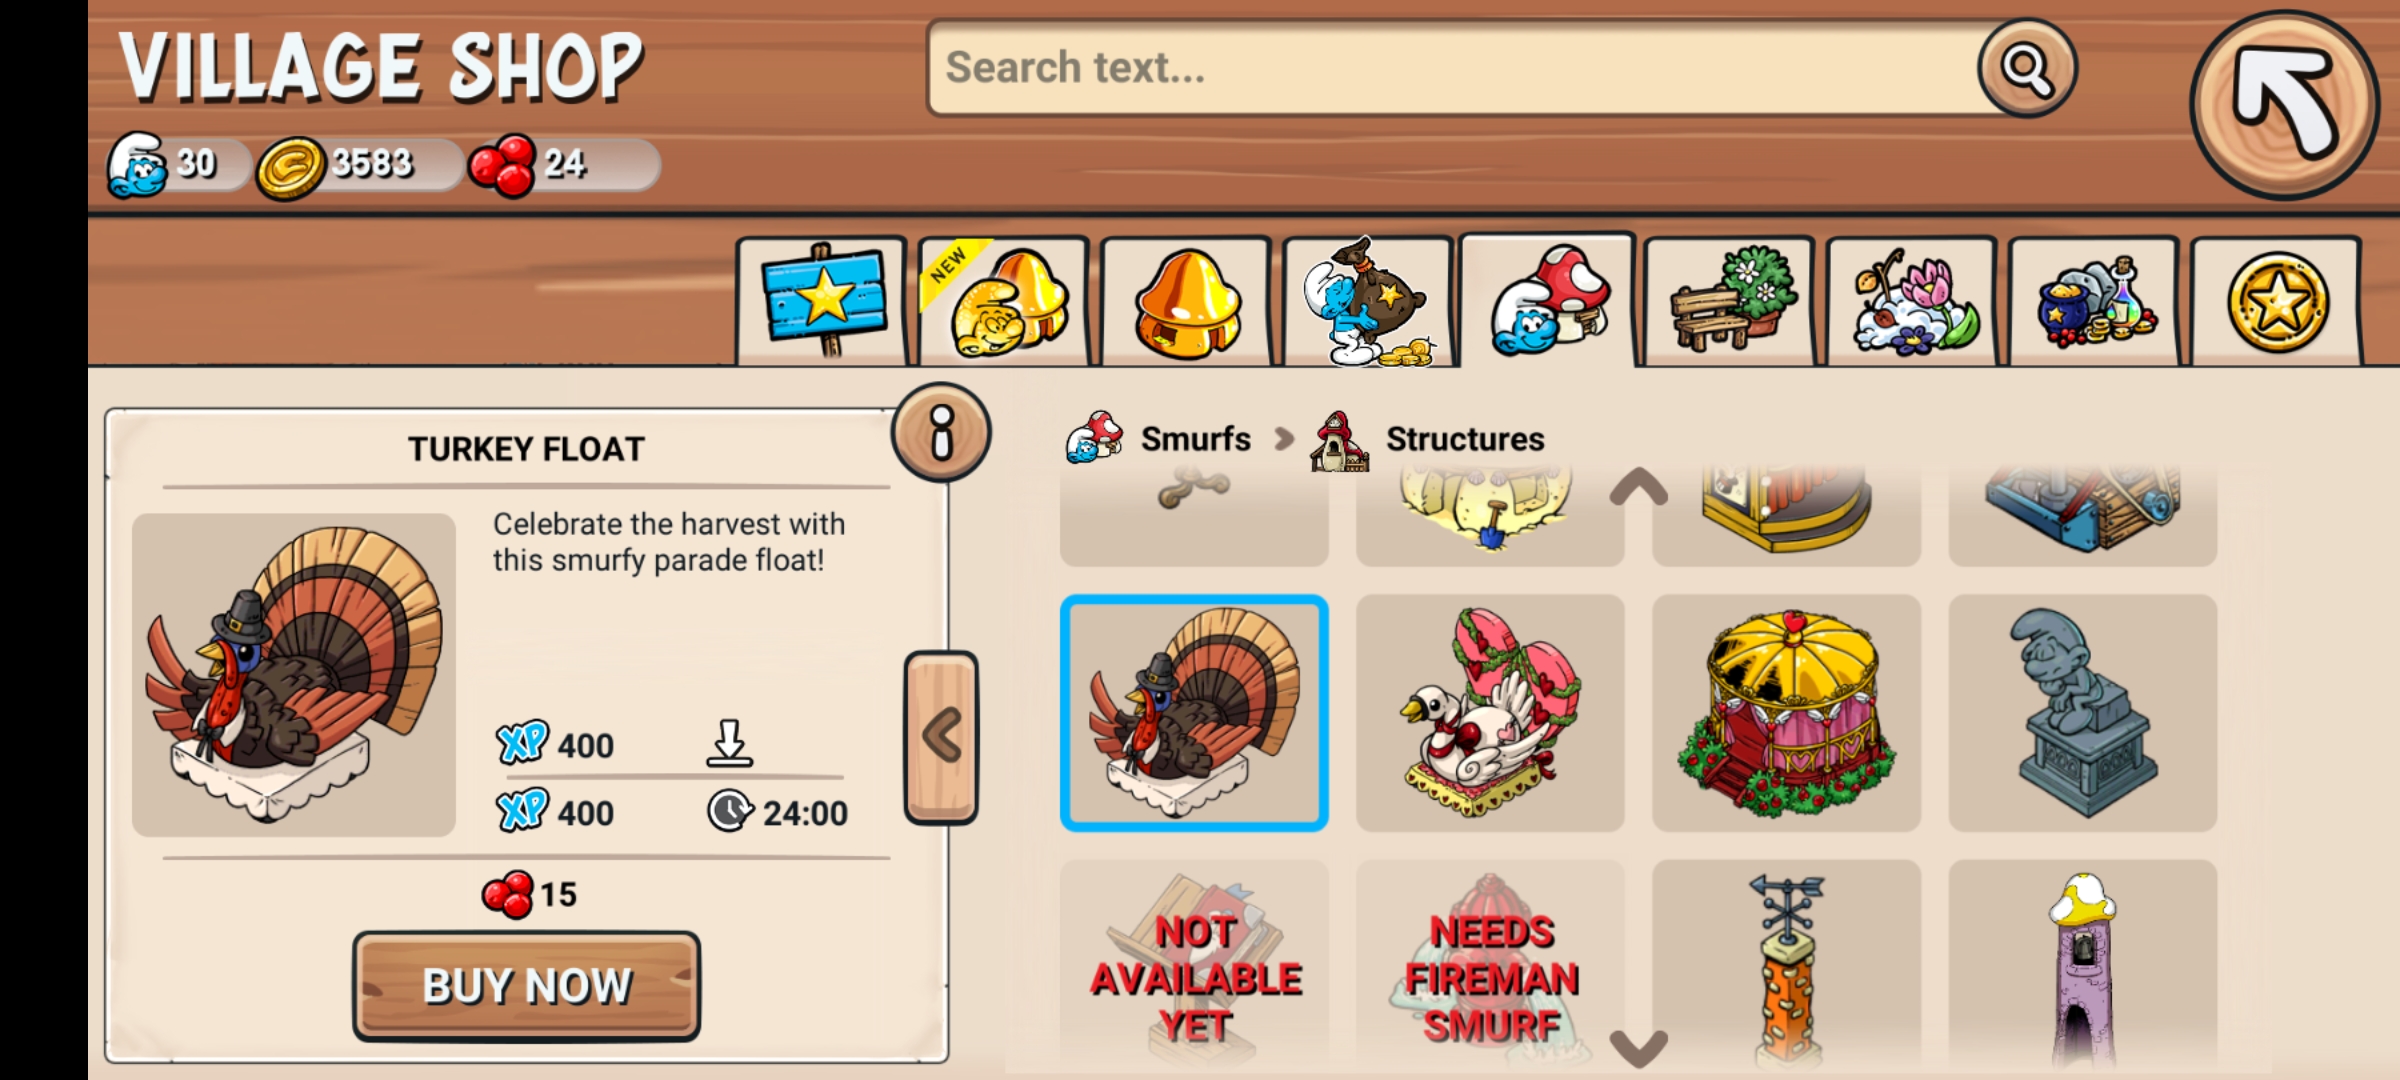 VILLAGE SHOP
Search text...
30
3583
24
NEW
TURKEY FLOAT
Celebrate the harvest with
this smurfy parade float!
XP 400
XP 400
24:00
15
BUY NOW
Smurfs
Structures
NOT
AVAILABLE
YET
NEEDS
FIREMAN
SMURF